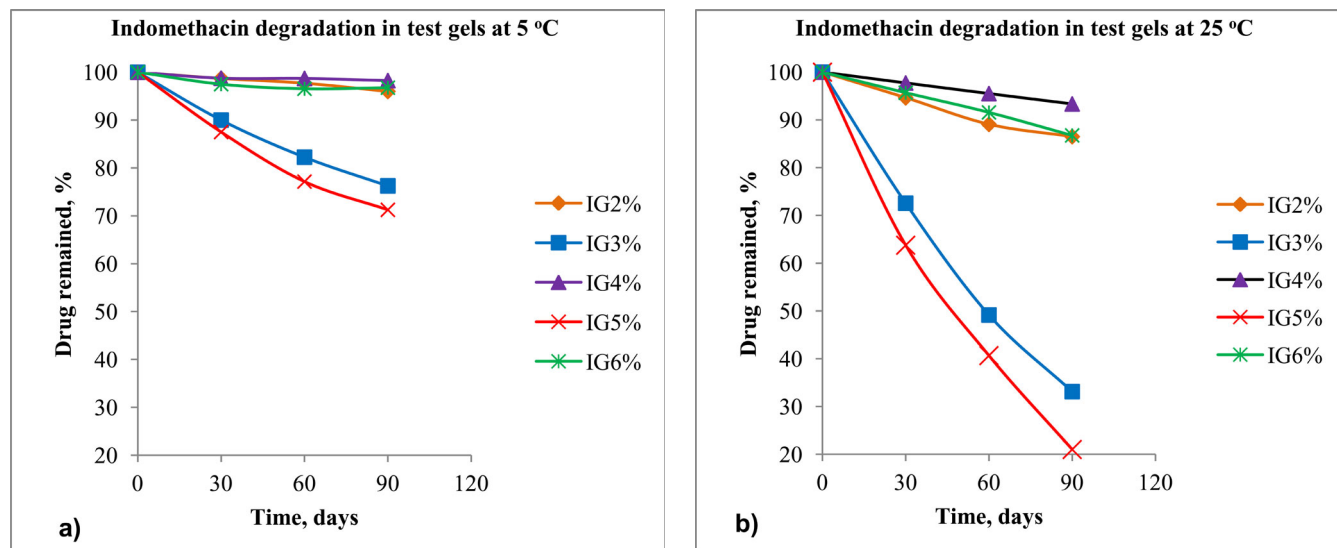 Indomethacin degradation in test gels at 5 °C
100
90
80
70
60
50
40
30
20
Drug remained, %
0 30 60 90 120
Time, days
IG2%
IG3%
IG4%
IG5%
IG6%
a)
Indomethacin degradation in test gels at 25 °C
100
90
80
70
60
50
40
30
20
Drug remained, %
0 30 60 90 120
Time, days
IG2%
IG3%
IG4%
IG5%
IG6%
b)